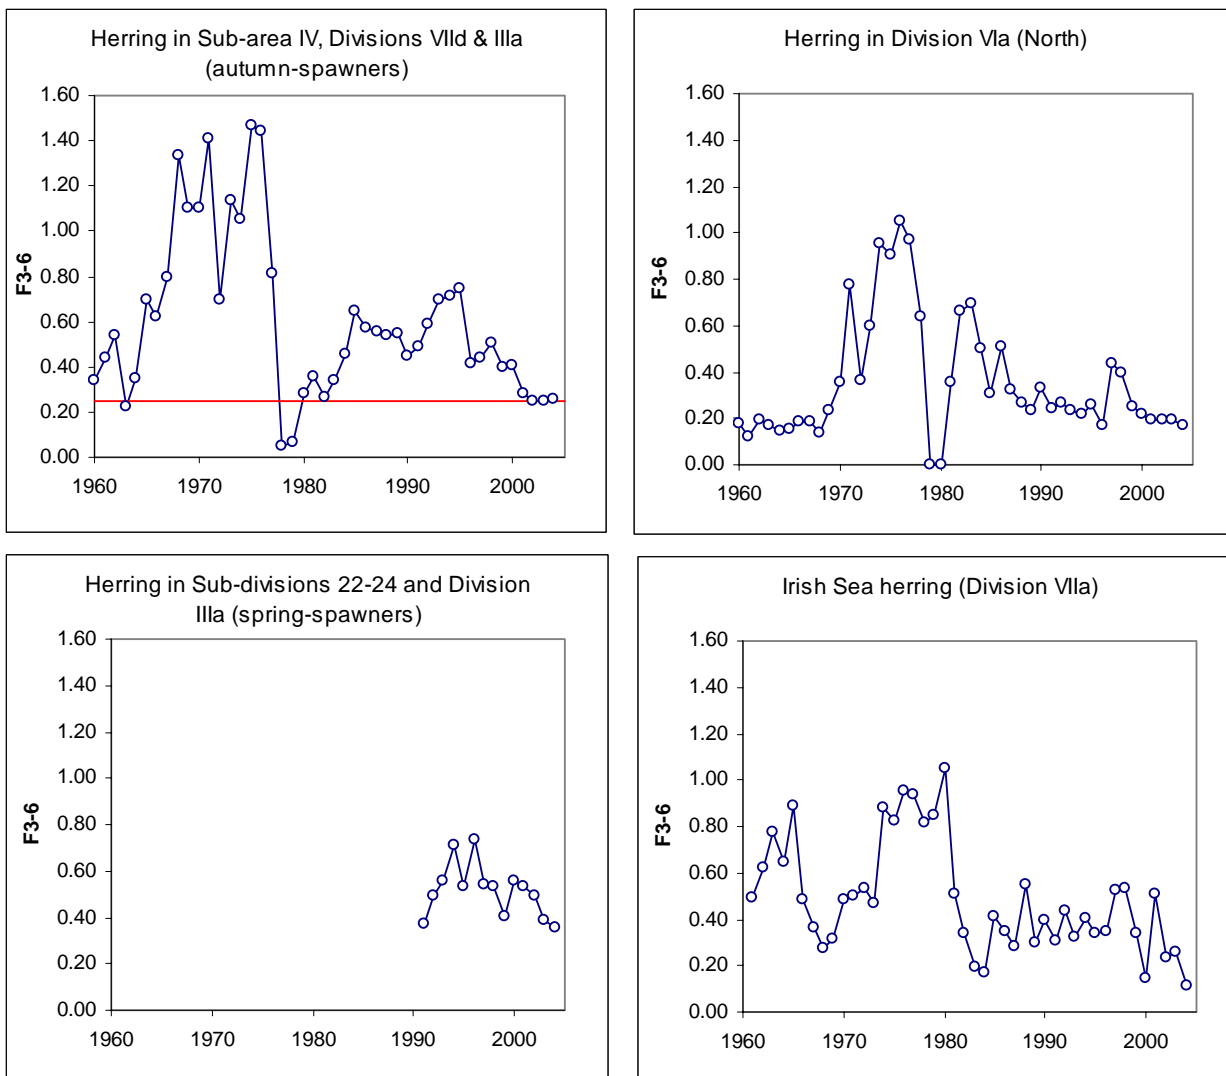 Herring in Sub-area IV, Divisions VIId & IIIa
(autumn-spawners)
1.60
1.40
1.20
1.00
0.80
0.60
0.40
0.20
0.00
F3-6
1960 1970 1980 1990 2000
Herring in Division VIa (North)
1.60
1.40
1.20
1.00
0.80
0.60
0.40
0.20
0.00
F3-6
1960 1970 1980 1990 2000
Herring in Sub-divisions 22-24 and Division
IIIa (spring-spawners)
1.60
1.40
1.20
1.00
0.80
0.60
0.40
0.20
0.00
F3-6
1960 1970 1980 1990 2000
Irish Sea herring (Division VIIa)
1.60
1.40
1.20
1.00
0.80
0.60
0.40
0.20
0.00
F3-6
1960 1970 1980 1990 2000